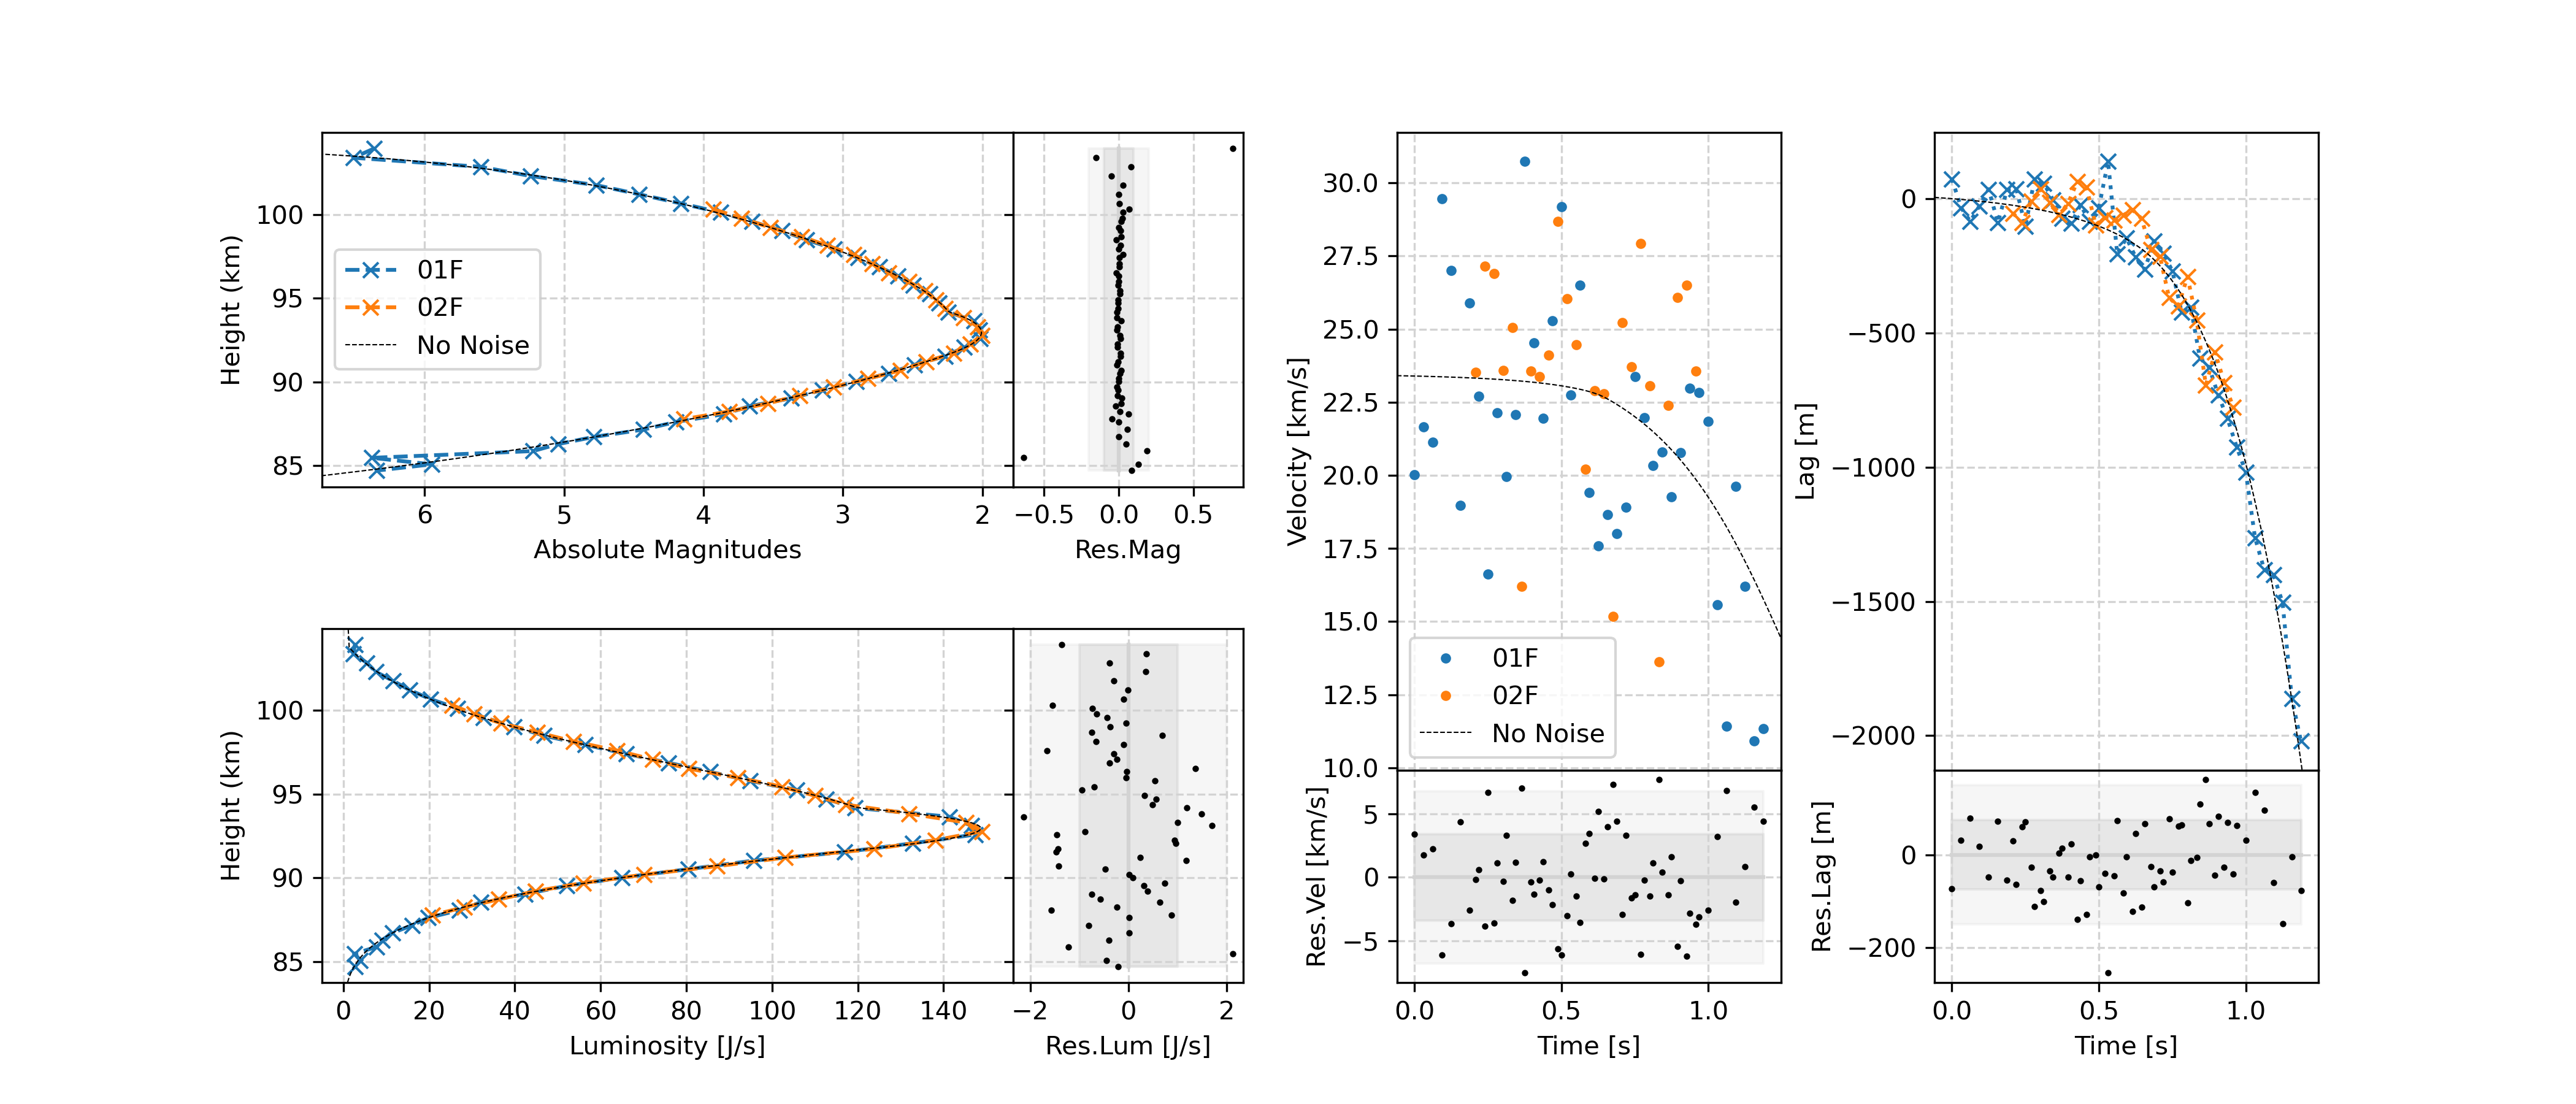 100
95
90
85
Height (km)
01F
02F
No Noise
6
5
4
3
2
Absolute Magnitudes
−0.5
0.0
0.5
Res.Mag
100
95
90
85
Height (km)
0
20
40
60
80
100
120
140
Luminosity [J/s]
−2
0
2
Res.Lum [J/s]
30.0
27.5
25.0
22.5
20.0
17.5
15.0
12.5
10.0
Velocity [km/s]
01F
02F
No Noise
5
0
−5
Res.Vel [km/s]
0.0
0.5
1.0
Time [s]
0
−500
−1000
−1500
−2000
Lag [m]
0
−200
Res.Lag [m]
0.0
0.5
1.0
Time [s]